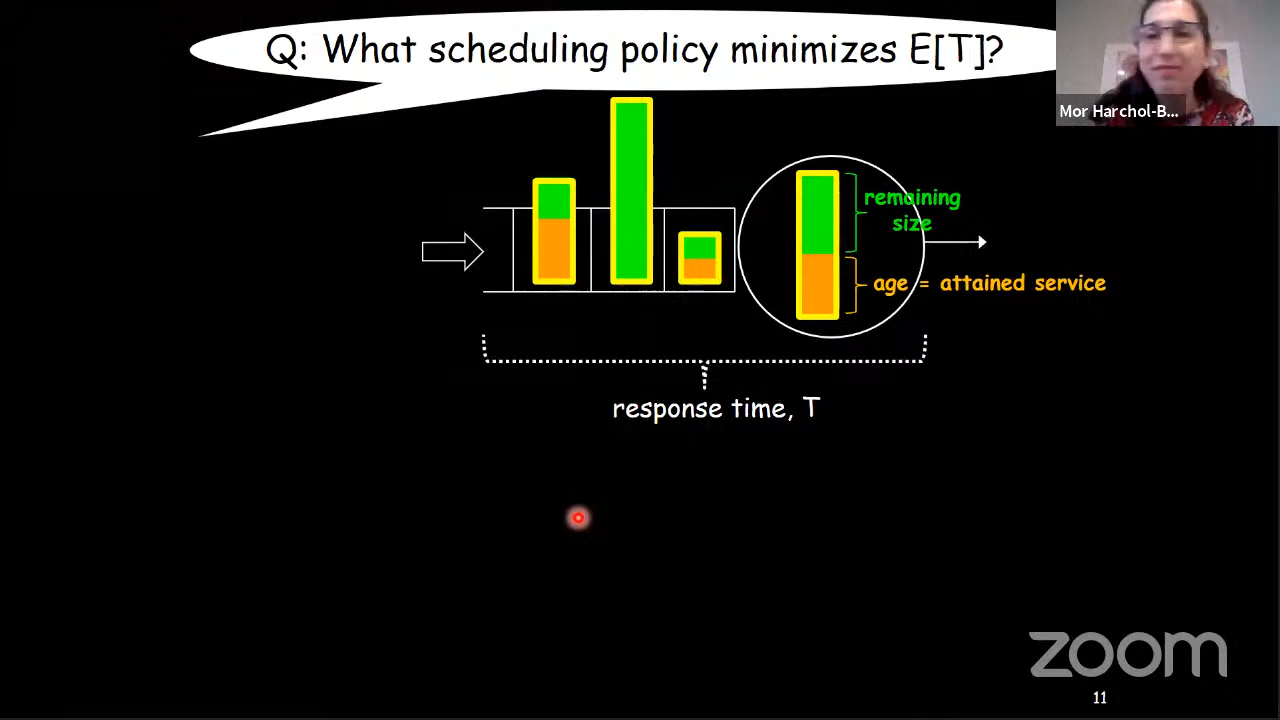 Q: What scheduling policy minimizes E[T]?
Mor Harchol-B...
remaining
size
age = attained service
response time, T
zoom
11